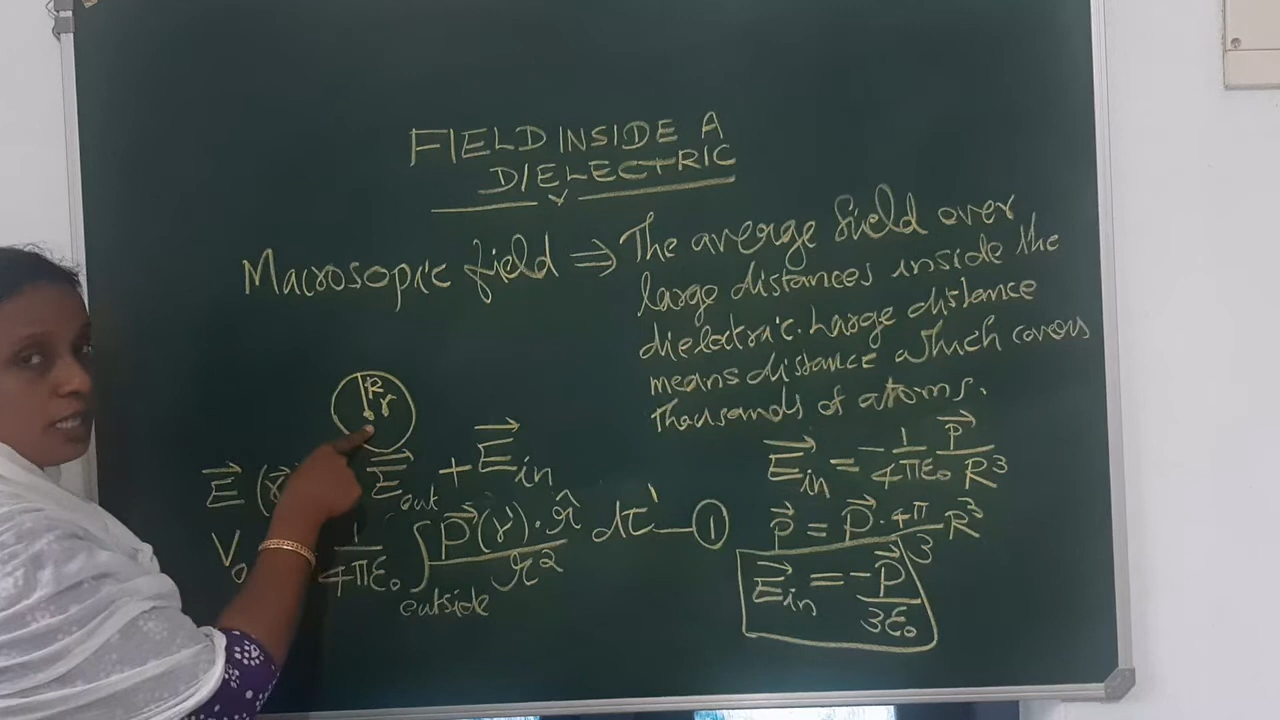 FIELD INSIDE A
DIELECTRIC
Macrosopic field ⇒ The average field over
large distances inside the
dielectric. Large distance
means distance which covers
thousands of atoms.
R
r
E⃗(r⃗ E⃗out + E⃗in
V₀ 1/4πε₀ ∫outside P⃗(r)·r̂/r² dτ' — ①
E⃗in = -1/4πε₀ p⃗/R³
p⃗ = P⃗ · 4π/3 R³
E⃗in = -P⃗/3ε₀